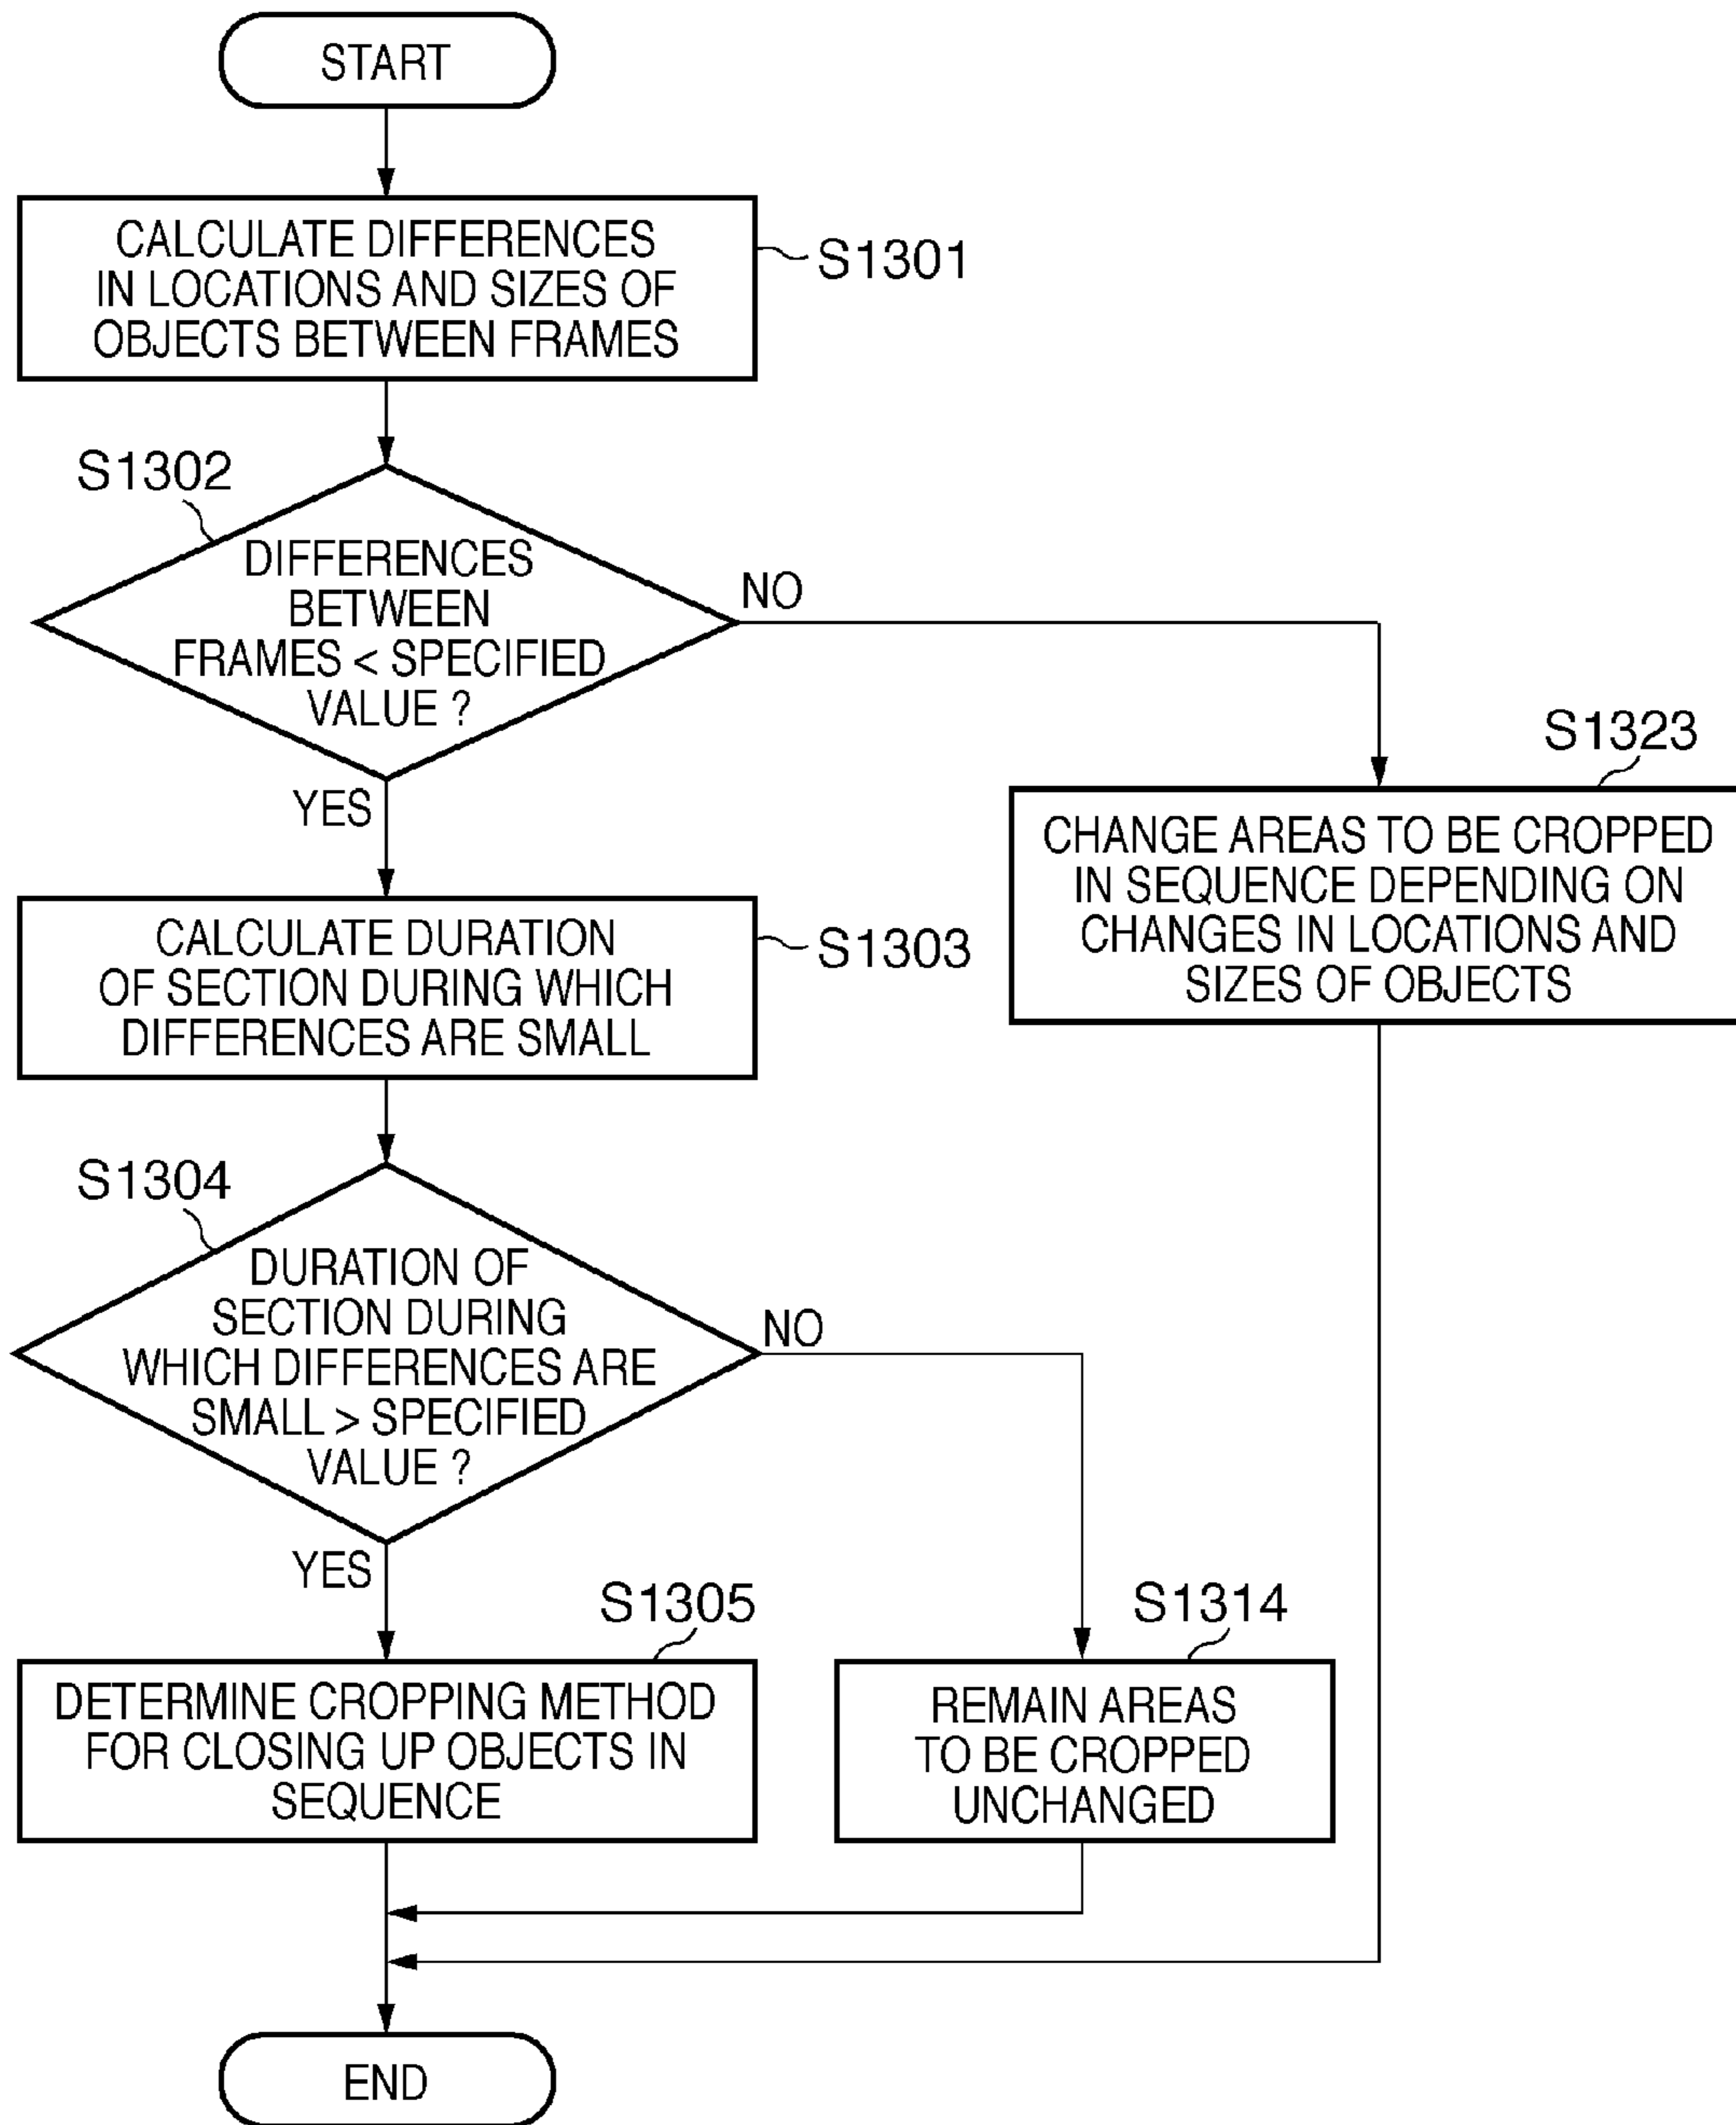 START
CALCULATE DIFFERENCES
IN LOCATIONS AND SIZES OF
OBJECTS BETWEEN FRAMES
S1301
S1302
DIFFERENCES
BETWEEN
FRAMES < SPECIFIED
VALUE ?
NO
YES
S1323
CHANGE AREAS TO BE CROPPED
IN SEQUENCE DEPENDING ON
CHANGES IN LOCATIONS AND
SIZES OF OBJECTS
CALCULATE DURATION
OF SECTION DURING WHICH
DIFFERENCES ARE SMALL
S1303
S1304
DURATION OF
SECTION DURING
WHICH DIFFERENCES ARE
SMALL > SPECIFIED
VALUE ?
NO
YES
S1305
DETERMINE CROPPING METHOD
FOR CLOSING UP OBJECTS IN
SEQUENCE
S1314
REMAIN AREAS
TO BE CROPPED
UNCHANGED
END